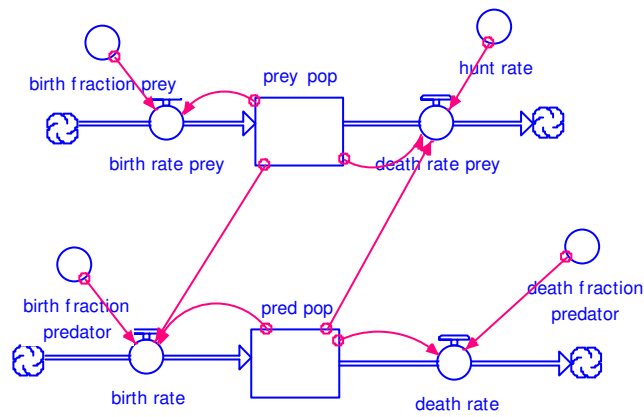 prey pop
hunt rate
birth fraction prey
birth rate prey
death rate prey
birth fraction
predator
pred pop
death fraction
predator
birth rate
death rate